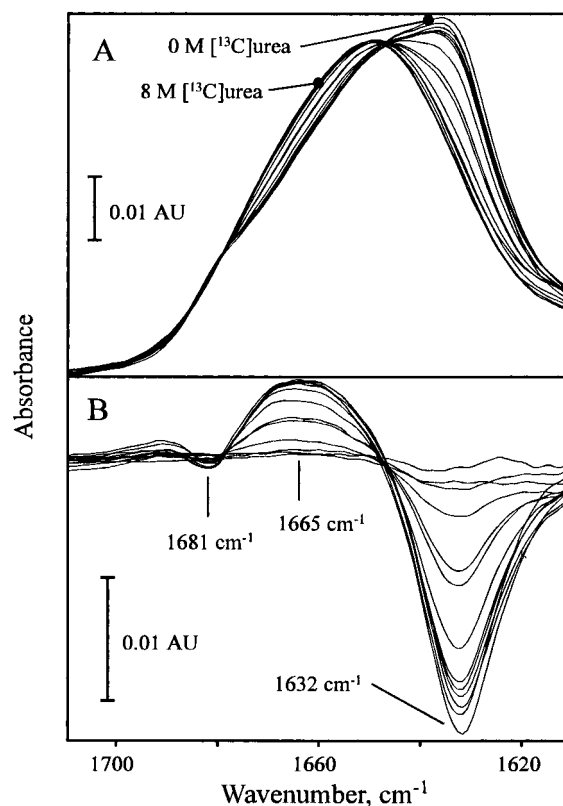 A
0 M [¹³C]urea
8 M [¹³C]urea
0.01 AU
Absorbance
B
1681 cm⁻¹
1665 cm⁻¹
0.01 AU
1632 cm⁻¹
1700
1660
1620
Wavenumber, cm⁻¹